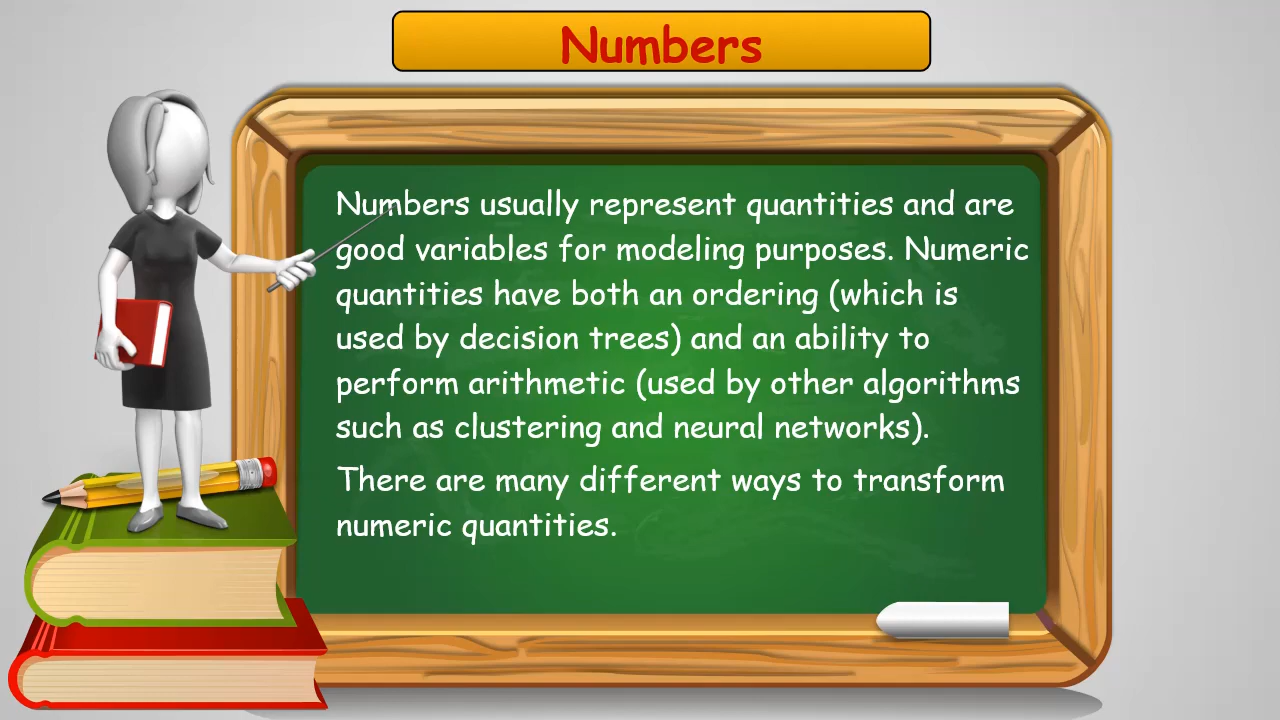 Numbers
Numbers usually represent quantities and are
good variables for modeling purposes. Numeric
quantities have both an ordering (which is
used by decision trees) and an ability to
perform arithmetic (used by other algorithms
such as clustering and neural networks).
There are many different ways to transform
numeric quantities.